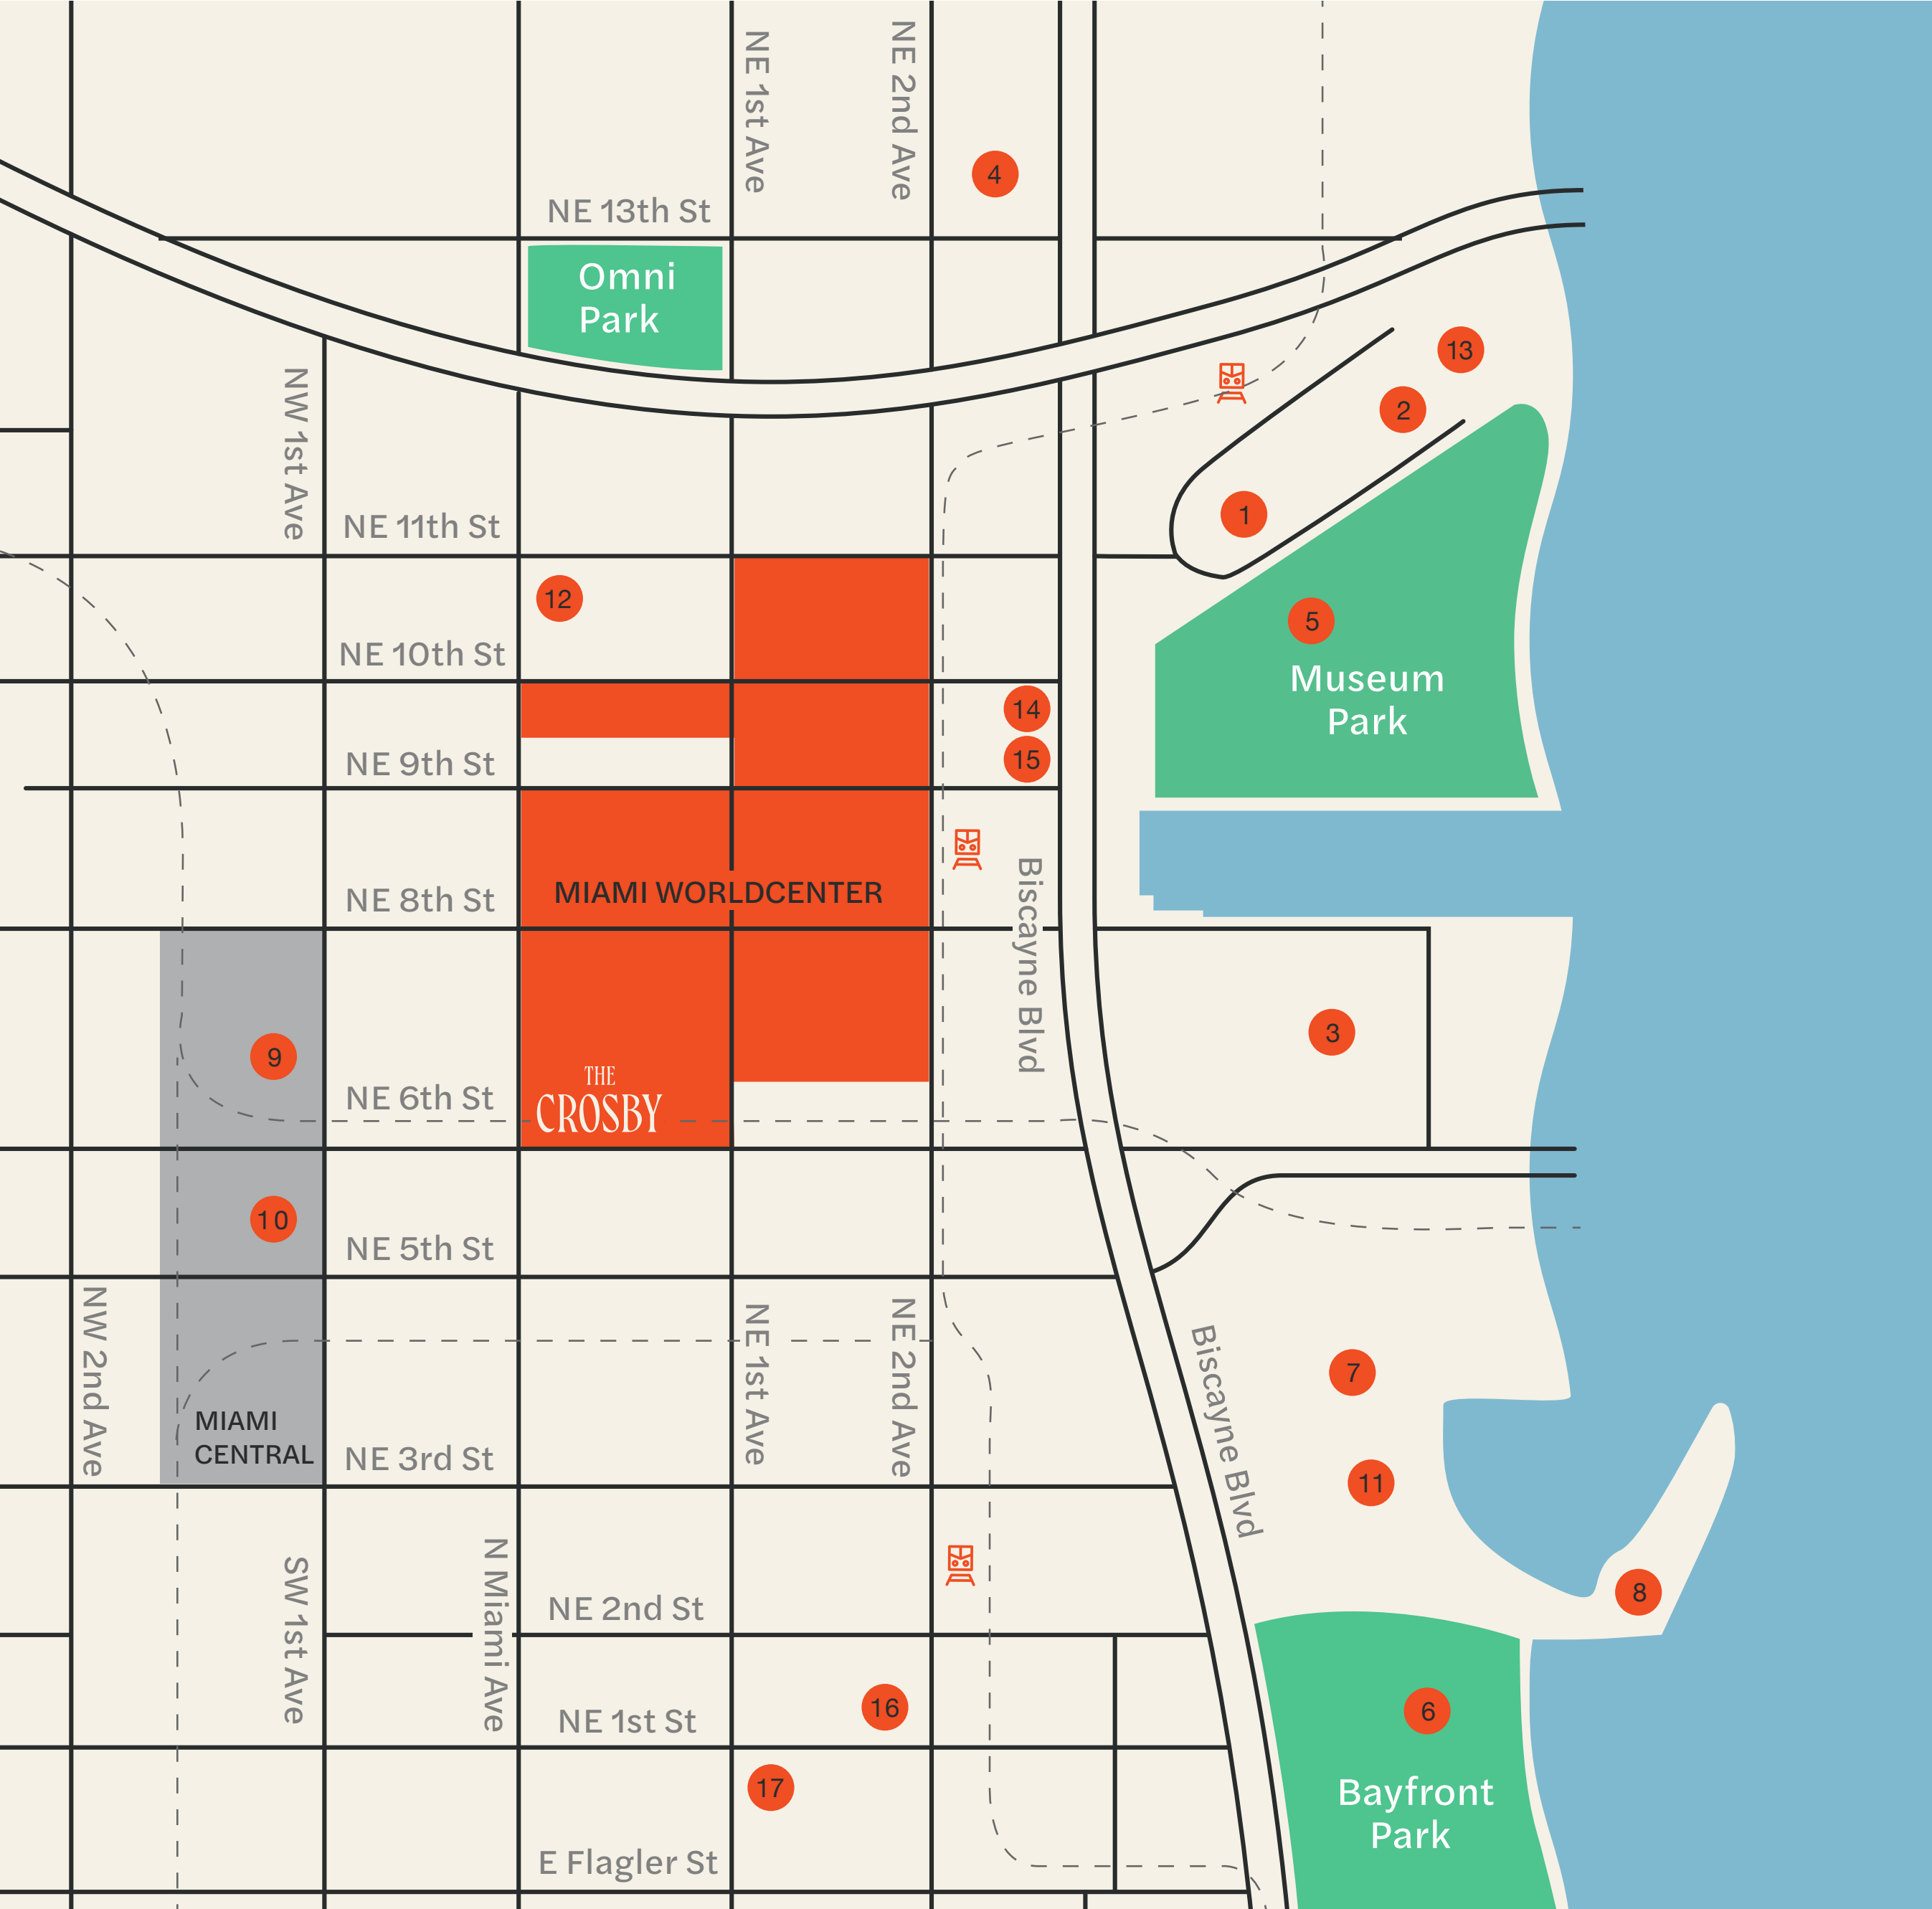 NE 1st Ave
NE 2nd Ave
4
NE 13th St
Omni
Park
13
NW 1st Ave
2
NE 11th St
1
12
5
NE 10th St
Museum
Park
14
NE 9th St
15
Biscayne Blvd
MIAMI WORLDCENTER
NE 8th St
3
9
THE
CROSBY
NE 6th St
10
NE 5th St
NW 2nd Ave
NE 1st Ave
NE 2nd Ave
Biscayne Blvd
7
MIAMI
CENTRAL
NE 3rd St
11
SW 1st Ave
N Miami Ave
8
NE 2nd St
16
6
NE 1st St
17
Bayfront
Park
E Flagler St